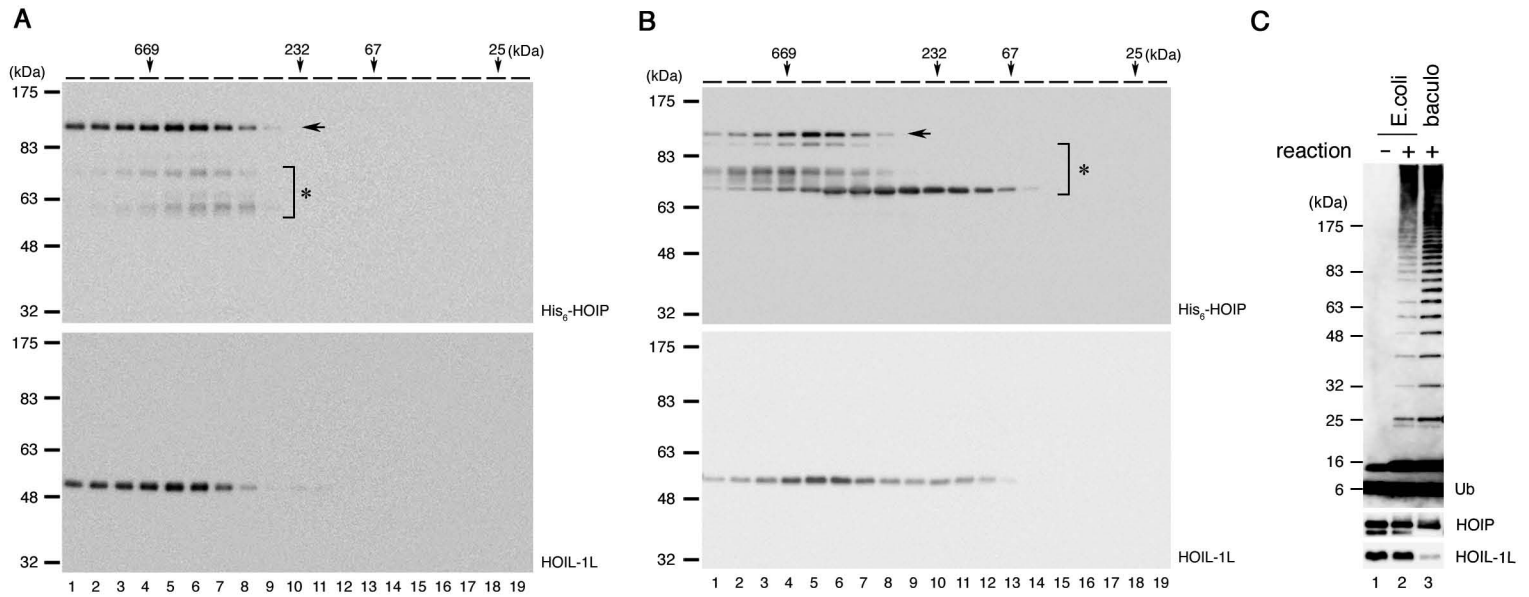 A
669 232 67 25 (kDa)
(kDa)
175
83
63
48
32
*
His6-HOIP
175
83
63
48
32
HOIL-1L
1 2 3 4 5 6 7 8 9 10 11 12 13 14 15 16 17 18 19
B
669 232 67 25 (kDa)
(kDa)
175
83
63
48
32
*
His6-HOIP
175
83
63
48
32
HOIL-1L
1 2 3 4 5 6 7 8 9 10 11 12 13 14 15 16 17 18 19
C
E.coli
baculo
reaction − + +
(kDa)
175
83
63
48
32
25
16
6
Ub
HOIP
HOIL-1L
1 2 3